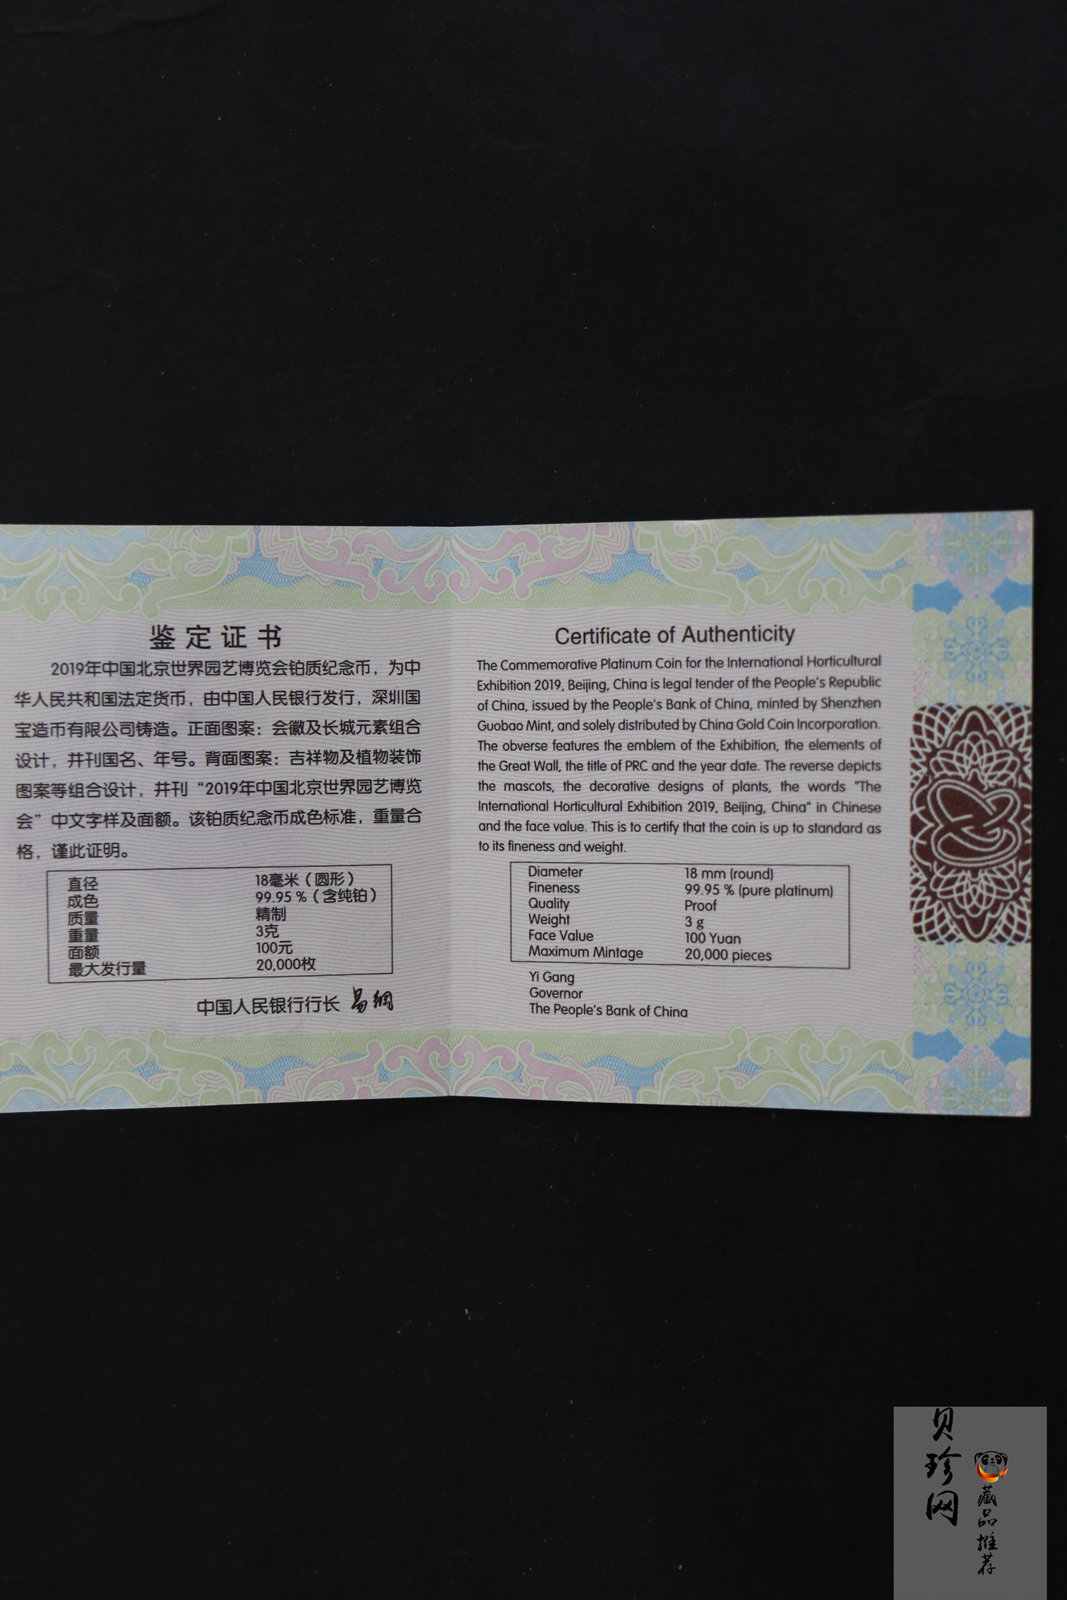 鉴定证书
2019年中国北京世界园艺博览会铂质纪念币，为中
华人民共和国法定货币，由中国人民银行发行，深圳国
宝造币有限公司铸造。正面图案：会徽及长城元素组合
设计，并刊国名、年号。背面图案：吉祥物及植物装饰
图案等组合设计，并刊“2019年中国北京世界园艺博览
会”中文字样及面额。该铂质纪念币成色标准，重量合
格，谨此证明。
直径 18毫米（圆形）
成色 99.95％（含纯铂）
质量 精制
重量 3克
面额 100元
最大发行量 20,000枚
中国人民银行行长 易纲
Certificate of Authenticity
The Commemorative Platinum Coin for the International Horticultural
Exhibition 2019, Beijing, China is legal tender of the People's Republic
of China, issued by the People's Bank of China, minted by Shenzhen
Guobao Mint, and solely distributed by China Gold Coin Incorporation.
The obverse features the emblem of the Exhibition, the elements of
the Great Wall, the title of PRC and the year date. The reverse depicts
the mascots, the decorative designs of plants, the words "The
International Horticultural Exhibition 2019, Beijing, China" in Chinese
and the face value. This is to certify that the coin is up to standard as
to its fineness and weight.
Diameter 18 mm (round)
Fineness 99.95 % (pure platinum)
Quality Proof
Weight 3 g
Face Value 100 Yuan
Maximum Mintage 20,000 pieces
Yi Gang
Governor
The People's Bank of China
贝珍网
藏品推荐